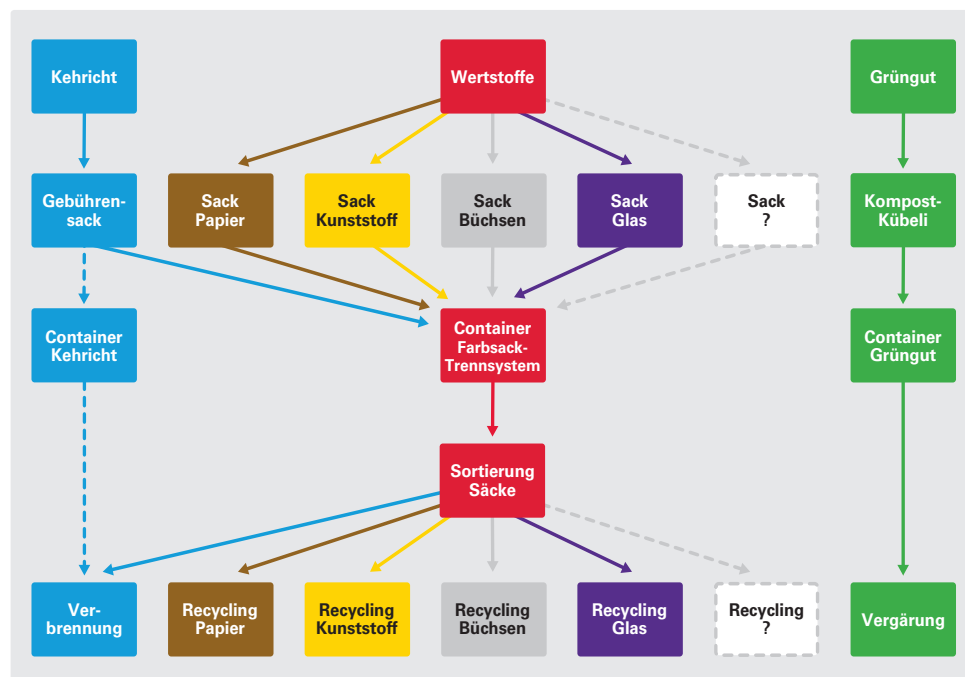 Kehricht
Wertstoffe
Grüngut
Gebühren-
sack
Sack
Papier
Sack
Kunststoff
Sack
Büchsen
Sack
Glas
Sack
?
Kompost-
Kübeli
Container
Kehricht
Container
Farbsack-
Trennsystem
Container
Grüngut
Sortierung
Säcke
Ver-
brennung
Recycling
Papier
Recycling
Kunststoff
Recycling
Büchsen
Recycling
Glas
Recycling
?
Vergärung